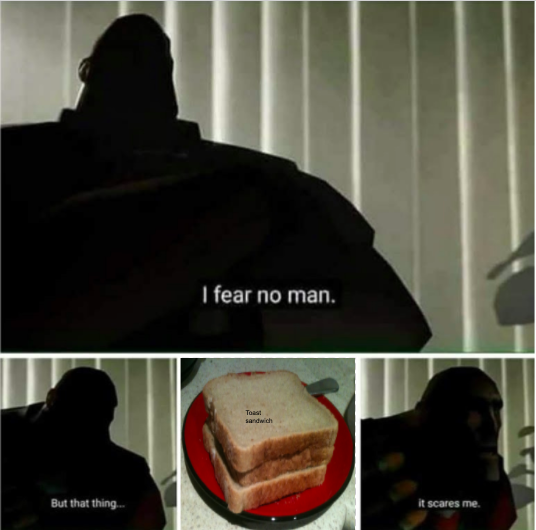 I fear no man.
But that thing...
Toast
sandwich
it scares me.